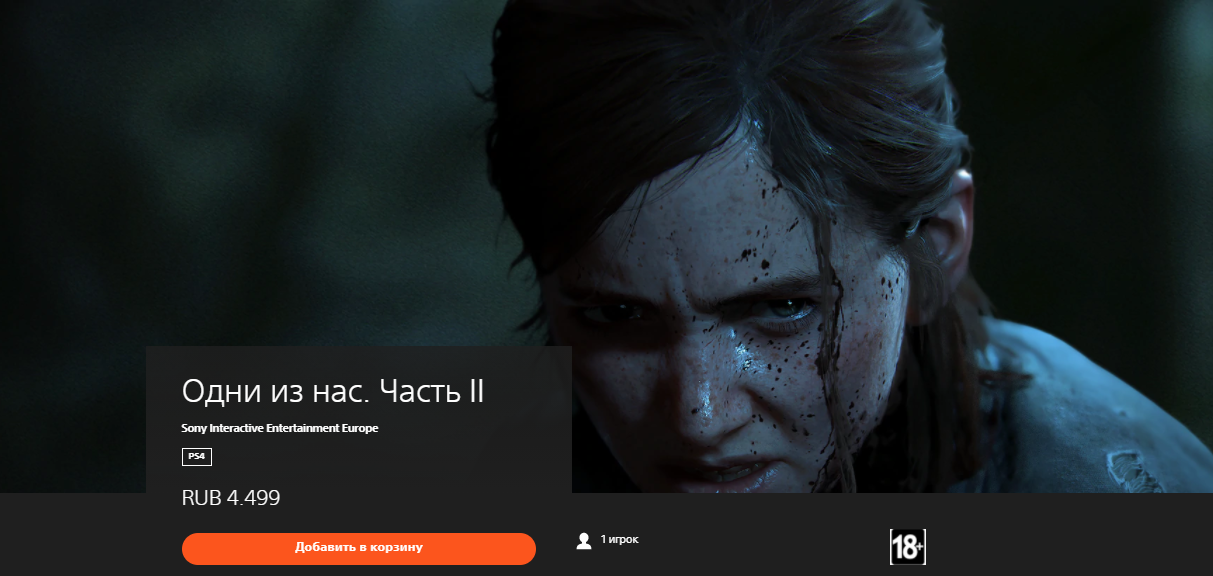 Одни из нас. Часть II
Sony Interactive Entertainment Europe
PS4
RUB 4.499
Добавить в корзину
1 игрок
18+